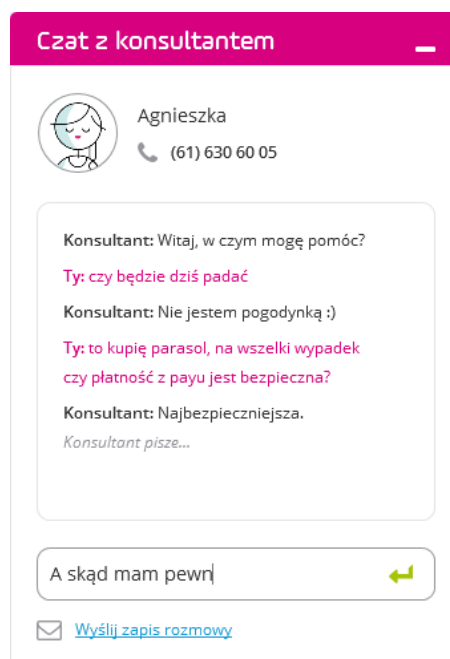 Czat z konsultantem
Agnieszka
(61) 630 60 05
Konsultant: Witaj, w czym mogę pomóc?
Ty: czy będzie dziś padać
Konsultant: Nie jestem pogodynką :)
Ty: to kupię parasol, na wszelki wypadek
czy płatność z payu jest bezpieczna?
Konsultant: Najbezpieczniejsza.
Konsultant pisze...
A skąd mam pewn
Wyślij zapis rozmowy